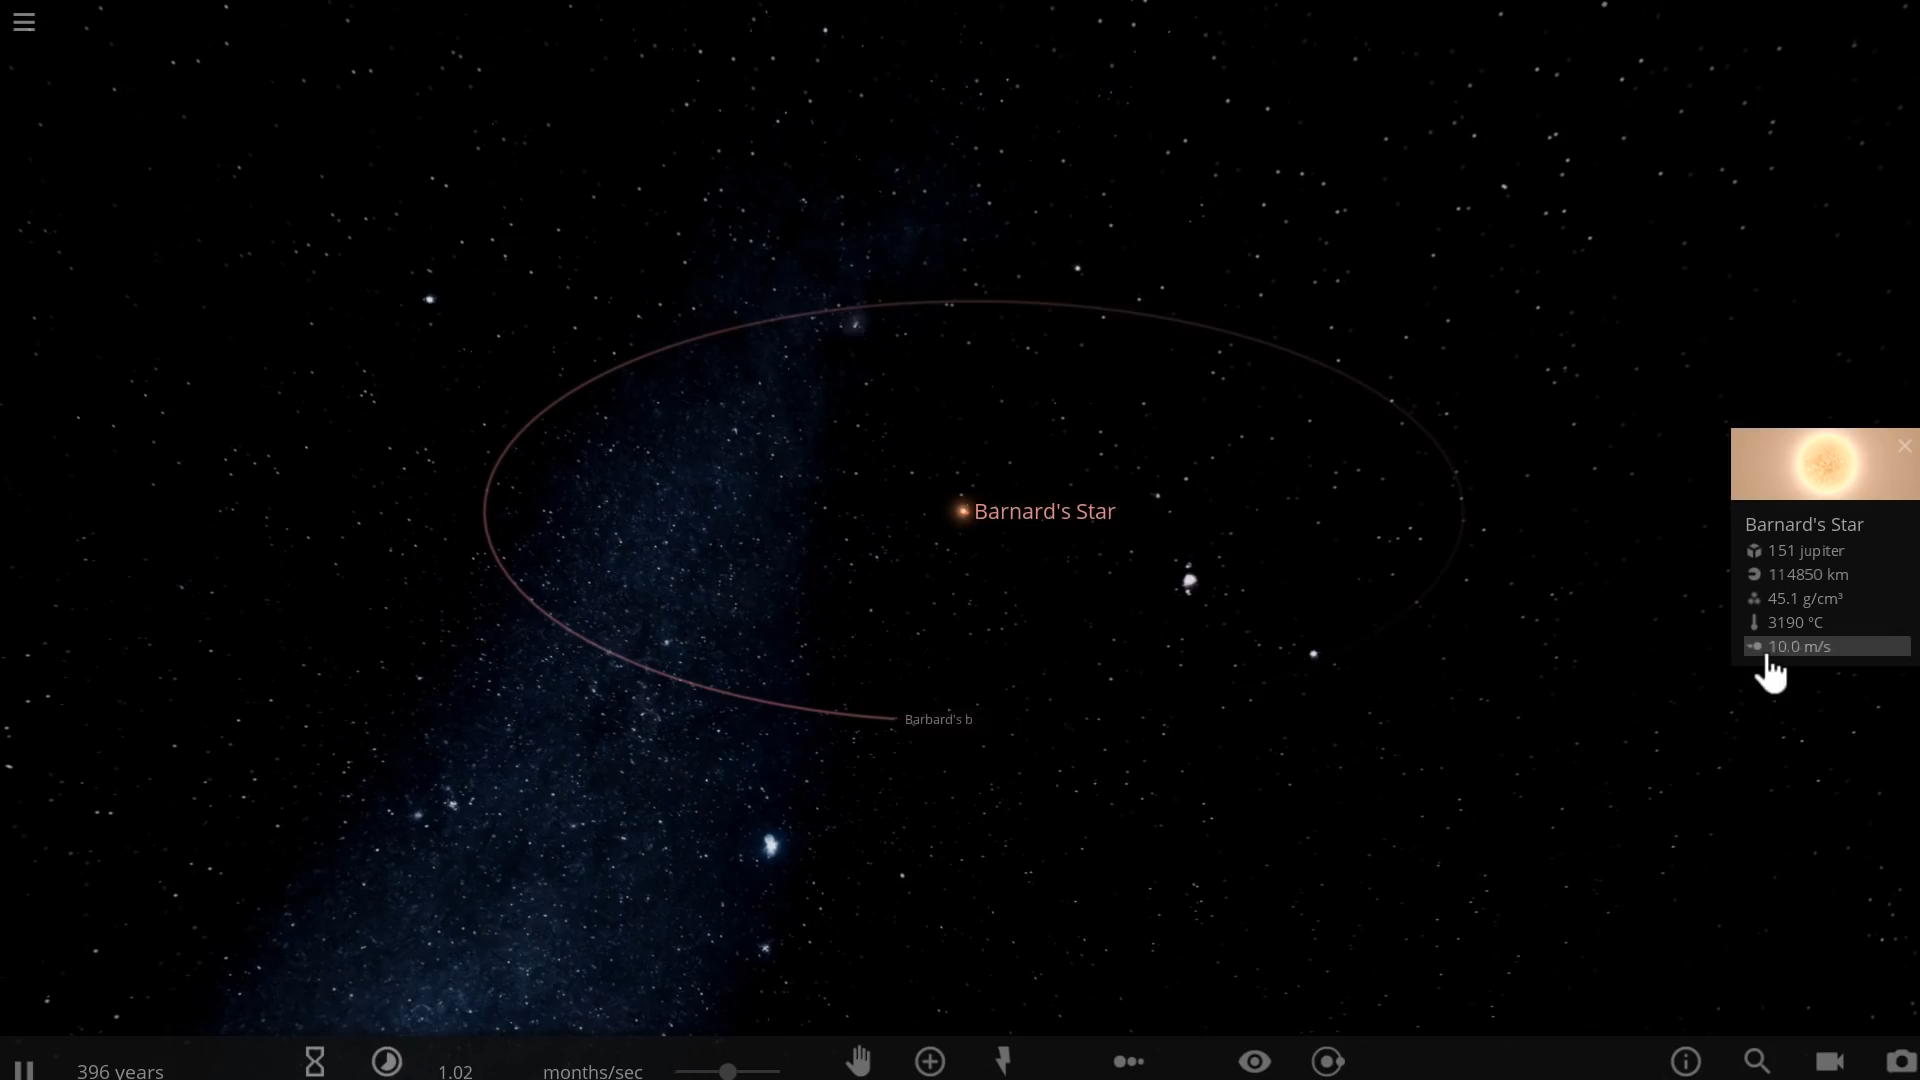 Barnard's Star
Barbard's b
Barnard's Star
151 jupiter
114850 km
45.1 g/cm³
3190 °C
10.0 m/s
396 years
1.02
months/sec